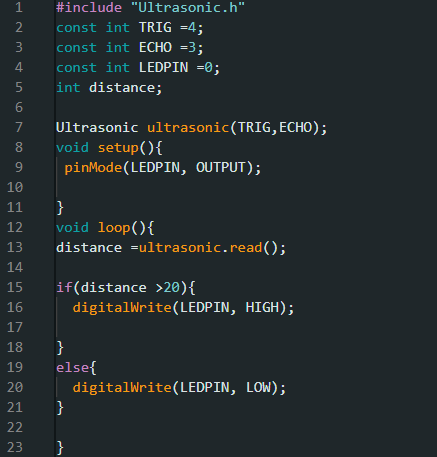 1 #include "Ultrasonic.h"
2 const int TRIG =4;
3 const int ECHO =3;
4 const int LEDPIN =0;
5 int distance;
6
7 Ultrasonic ultrasonic(TRIG,ECHO);
8 void setup(){
9  pinMode(LEDPIN, OUTPUT);
10
11 }
12 void loop(){
13 distance =ultrasonic.read();
14
15 if(distance >20){
16   digitalWrite(LEDPIN, HIGH);
17
18 }
19 else{
20   digitalWrite(LEDPIN, LOW);
21 }
22
23 }